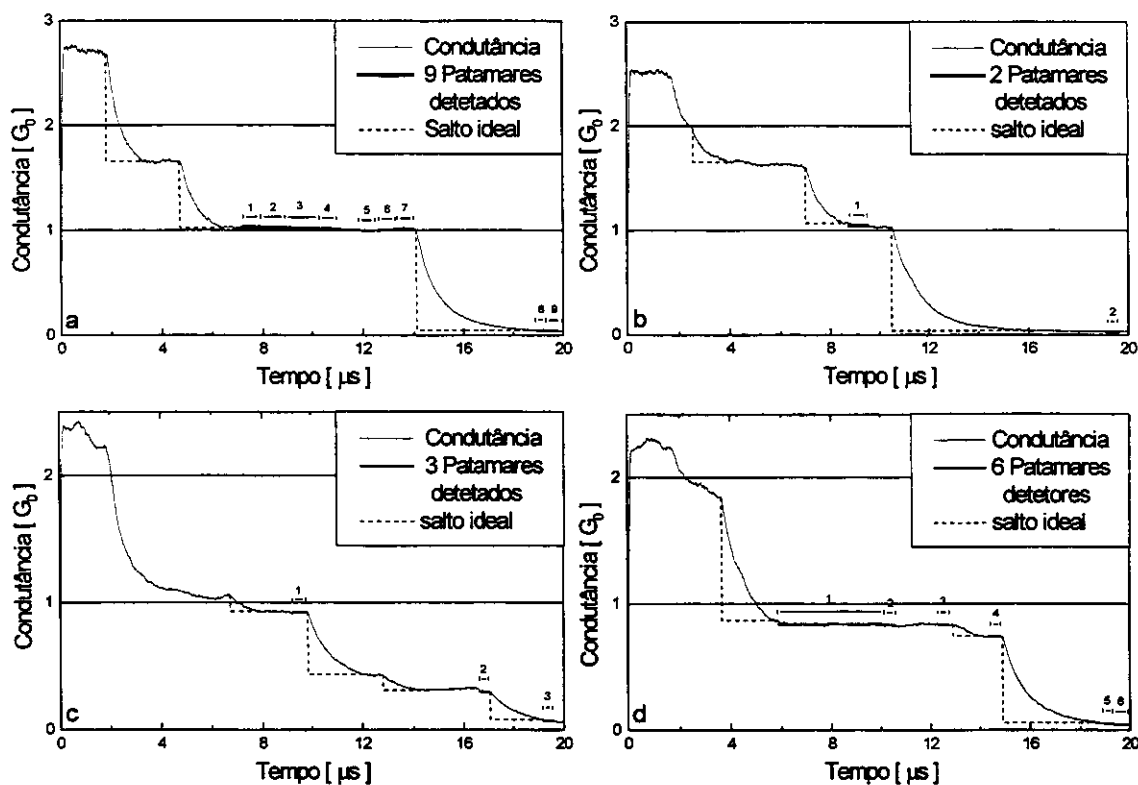 3
2
1
0
Condutância [ G₀ ]
Condutância
9 Patamares
detetados
Salto ideal
1 2 3 4 5 6 7
8 9
a
0 4 8 12 16 20
Tempo [ µs ]
3
2
1
0
Condutância [ G₀ ]
Condutância
2 Patamares
detetados
salto ideal
1
2
b
0 4 8 12 16 20
Tempo [ µs ]
2
1
0
Condutância [ G₀ ]
Condutância
3 Patamares
detetados
salto ideal
1
2
3
c
0 4 8 12 16 20
Tempo [ µs ]
2
1
0
Condutância [ G₀ ]
Condutância
6 Patamares
detetores
salto ideal
1 2 3 4
5 6
d
0 4 8 12 16 20
Tempo [ µs ]